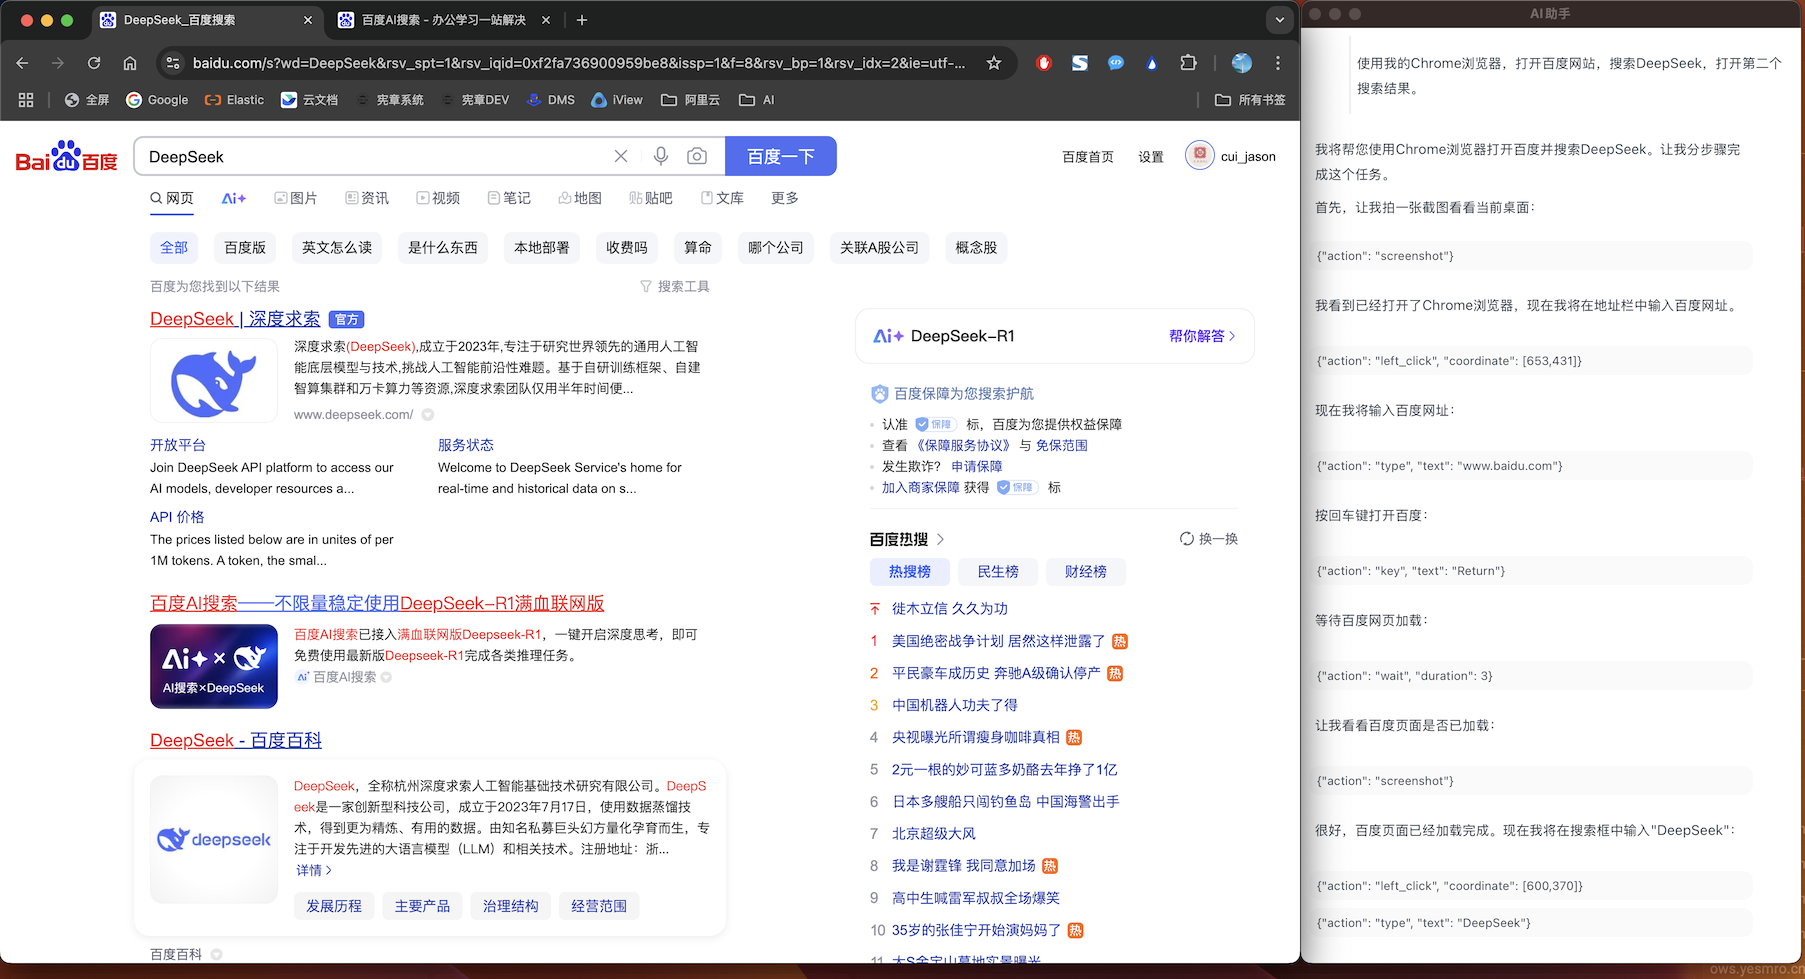 DeepSeek_百度搜索
百度AI搜索 - 办公学习一站解决
AI助手
baidu.com/s?wd=DeepSeek&rsv_spt=1&rsv_iqid=0xf2fa736900959be8&issp=1&f=8&rsv_bp=1&rsv_idx=2&ie=utf-...
全屏
Google
Elastic
云文档
宪章系统
宪章DEV
DMS
iView
阿里云
AI
所有书签
Bai du 百度
DeepSeek
百度一下
百度首页
设置
cui_jason
网页
Ai+
图片
资讯
视频
笔记
地图
贴吧
文库
更多
全部
百度版
英文怎么读
是什么东西
本地部署
收费吗
算命
哪个公司
关联A股公司
概念股
百度为您找到以下结果
搜索工具
DeepSeek | 深度求索 官方
深度求索(DeepSeek),成立于2023年,专注于研究世界领先的通用人工智
能底层模型与技术,挑战人工智能前沿性难题。基于自研训练框架、自建
智算集群和万卡算力等资源,深度求索团队仅用半年时间便...
www.deepseek.com/
开放平台
Join DeepSeek API platform to access our
AI models, developer resources a...
服务状态
Welcome to DeepSeek Service's home for
real-time and historical data on s...
API 价格
The prices listed below are in unites of per
1M tokens. A token, the smal...
百度AI搜索——不限量稳定使用DeepSeek-R1满血联网版
Ai+ ×
AI搜索×DeepSeek
百度AI搜索已接入满血联网版Deepseek-R1，一键开启深度思考，即可
免费使用最新版Deepseek-R1完成各类推理任务。
Ai+ 百度AI搜索
DeepSeek - 百度百科
deepseek
DeepSeek，全称杭州深度求索人工智能基础技术研究有限公司。DeepS
eek是一家创新型科技公司，成立于2023年7月17日，使用数据蒸馏技
术，得到更为精炼、有用的数据。由知名私募巨头幻方量化孕育而生，专
注于开发先进的大语言模型（LLM）和相关技术。注册地址：浙...
详情
发展历程
主要产品
治理结构
经营范围
百度百科
Ai+ DeepSeek-R1
帮你解答
百度保障为您搜索护航
认准 保障 标，百度为您提供权益保障
查看《保障服务协议》与 免保范围
发生欺诈？ 申请保障
加入商家保障 获得 保障 标
百度热搜
换一换
热搜榜
民生榜
财经榜
徙木立信 久久为功
1 美国绝密战争计划 居然这样泄露了 热
2 平民豪车成历史 奔驰A级确认停产 热
3 中国机器人功夫了得
4 央视曝光所谓瘦身咖啡真相 热
5 2元一根的妙可蓝多奶酪去年挣了1亿
6 日本多艘船只闯钓鱼岛 中国海警出手
7 北京超级大风
8 我是谢霆锋 我同意加场 热
9 高中生喊雷军叔叔全场爆笑
10 35岁的张佳宁开始演妈妈了 热
11 大S金宝山墓地实景曝光
使用我的Chrome浏览器，打开百度网站，搜索DeepSeek，打开第二个
搜索结果。
我将帮您使用Chrome浏览器打开百度并搜索DeepSeek。让我分步骤完
成这个任务。
首先，让我拍一张截图看看当前桌面：
{"action": "screenshot"}
我看到已经打开了Chrome浏览器，现在我将在地址栏中输入百度网址。
{"action": "left_click", "coordinate": [653,431]}
现在我将输入百度网址：
{"action": "type", "text": "www.baidu.com"}
按回车键打开百度：
{"action": "key", "text": "Return"}
等待百度网页加载：
{"action": "wait", "duration": 3}
让我看看百度页面是否已加载：
{"action": "screenshot"}
很好，百度页面已经加载完成。现在我将在搜索框中输入"DeepSeek"：
{"action": "left_click", "coordinate": [600,370]}
{"action": "type", "text": "DeepSeek"}
ows.yesmro.cn